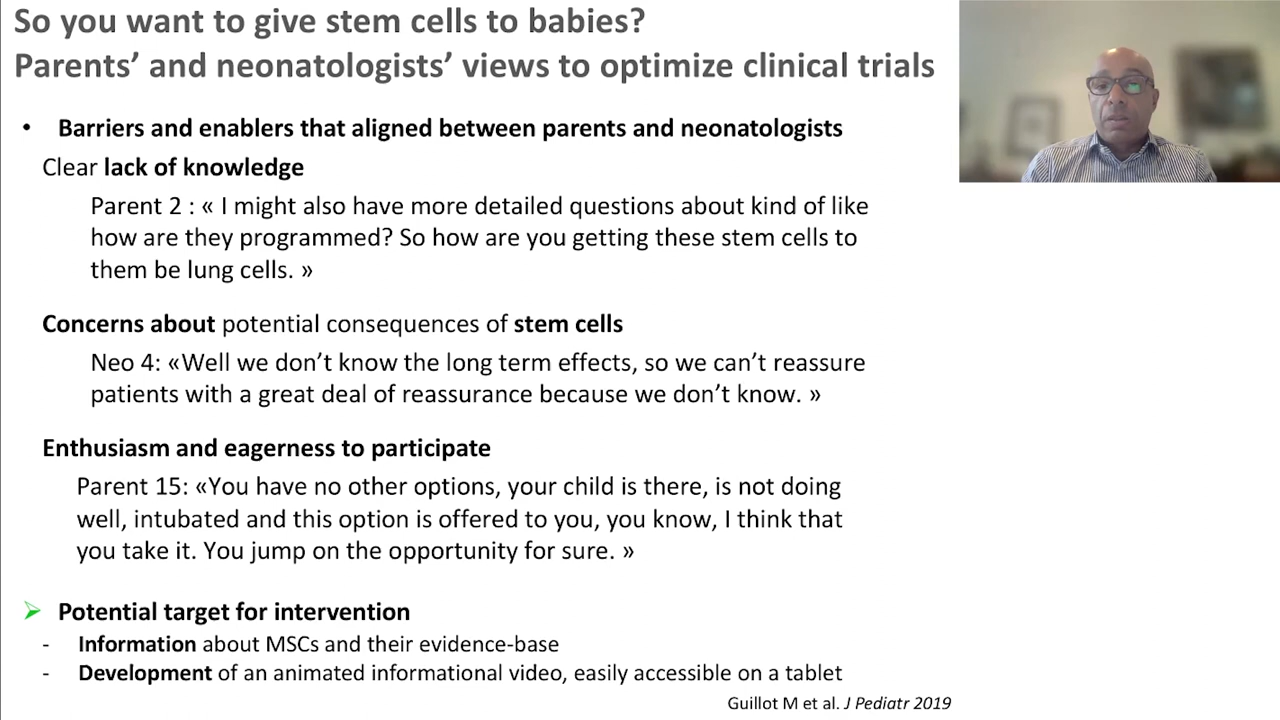 So you want to give stem cells to babies?
Parents’ and neonatologists’ views to optimize clinical trials
• Barriers and enablers that aligned between parents and neonatologists
Clear lack of knowledge
Parent 2 : « I might also have more detailed questions about kind of like
how are they programmed? So how are you getting these stem cells to
them be lung cells. »
Concerns about potential consequences of stem cells
Neo 4: «Well we don’t know the long term effects, so we can’t reassure
patients with a great deal of reassurance because we don’t know. »
Enthusiasm and eagerness to participate
Parent 15: «You have no other options, your child is there, is not doing
well, intubated and this option is offered to you, you know, I think that
you take it. You jump on the opportunity for sure. »
➢ Potential target for intervention
- Information about MSCs and their evidence-base
- Development of an animated informational video, easily accessible on a tablet
Guillot M et al. J Pediatr 2019